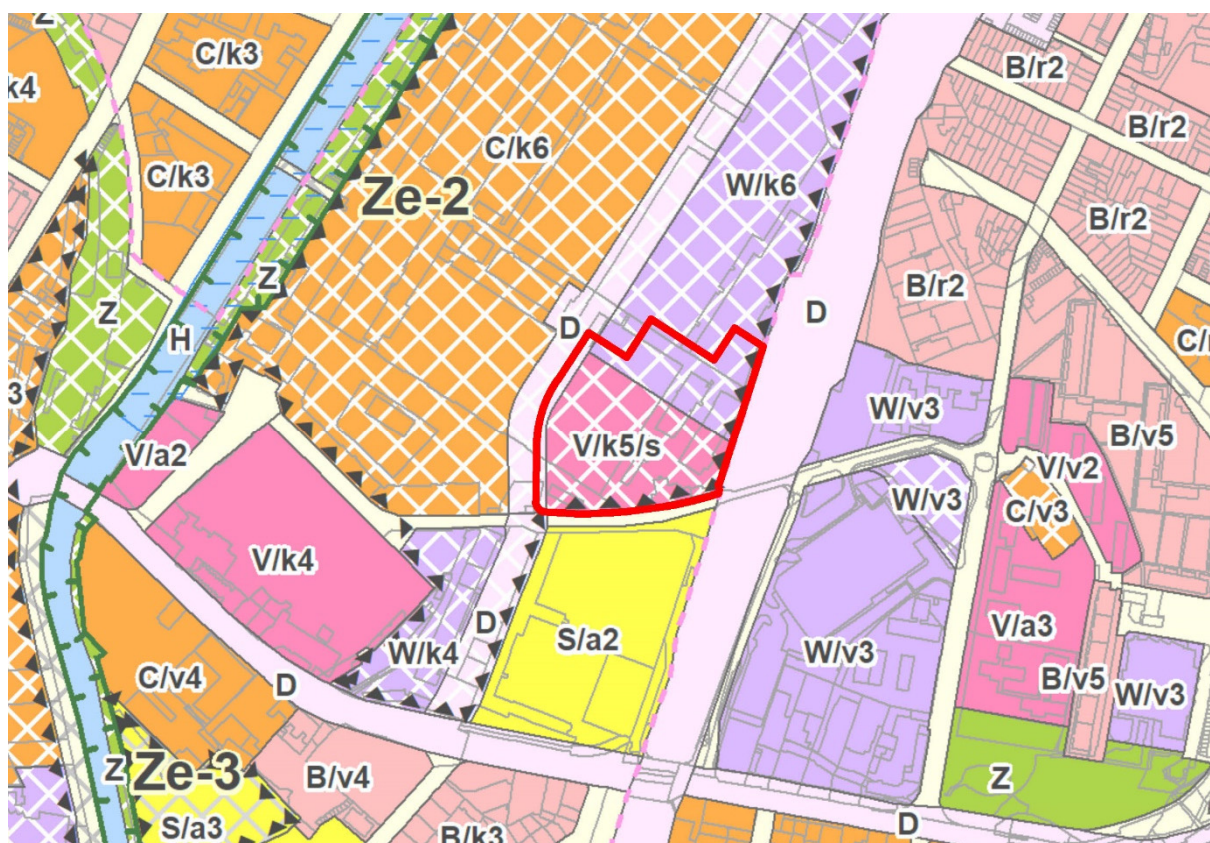 Z
C/k3
B/r2
k4
B/r2
C/k3
C/k6
Ze-2
W/k6
B/r2
Z
B/r2
Z
H
D
D
C/
3
W/v3
B/v5
V/a2
V/k5/s
V/v2
W/v3
C/v3
V/k4
D
S/a2
V/a3
W/k4
W/v3
C/v4
D
B/v5
W/v3
Z
Ze-3
B/v4
Z
S/a3
B/k3
D